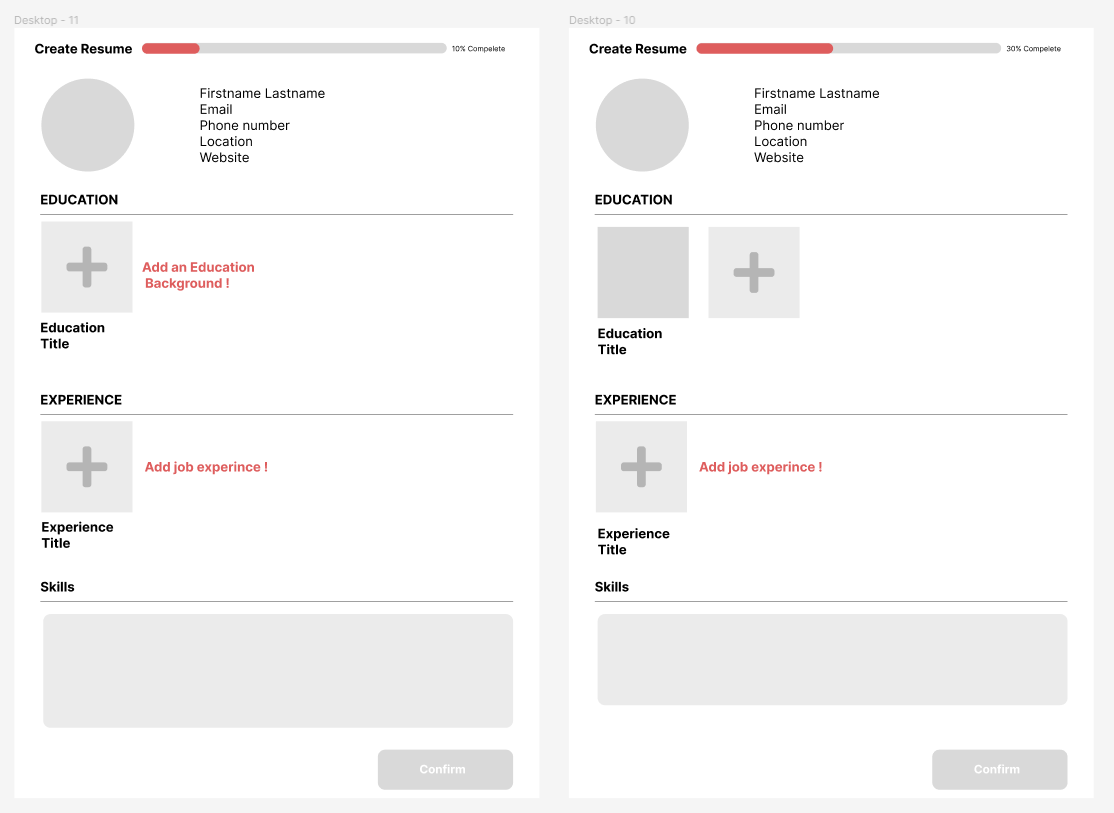 Desktop - 11
Create Resume
10% Compelete
Firstname Lastname
Email
Phone number
Location
Website
EDUCATION
Add an Education
Background !
Education
Title
EXPERIENCE
Add job experince !
Experience
Title
Skills
Confirm
Desktop - 10
Create Resume
30% Compelete
Firstname Lastname
Email
Phone number
Location
Website
EDUCATION
Education
Title
EXPERIENCE
Add job experince !
Experience
Title
Skills
Confirm